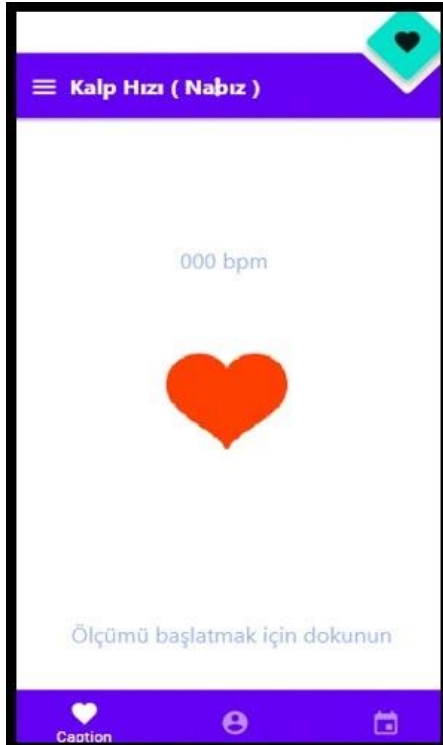 Kalp Hızı ( Nabız )
000 bpm
Ölçümü başlatmak için dokunun
Caption